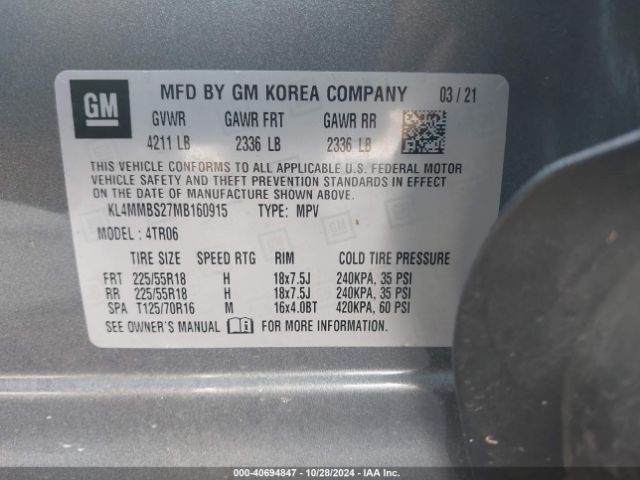 GM
MFD BY GM KOREA COMPANY 03 / 21
GVWR GAWR FRT GAWR RR
4211 LB 2336 LB 2336 LB
THIS VEHICLE CONFORMS TO ALL APPLICABLE U.S. FEDERAL MOTOR
VEHICLE SAFETY AND THEFT PREVENTION STANDARDS IN EFFECT
ON THE DATE OF MANUFACTURE SHOWN ABOVE.
KL4MMBS27MB160915 TYPE: MPV
MODEL: 4TR06
TIRE SIZE SPEED RTG RIM COLD TIRE PRESSURE
FRT 225/55R18 H 18x7.5J 240KPA, 35 PSI
RR 225/55R18 H 18x7.5J 240KPA, 35 PSI
SPA T125/70R16 M 16x4.0BT 420KPA, 60 PSI
SEE OWNER'S MANUAL FOR MORE INFORMATION.
000-40694847 - 10/28/2024 - IAA Inc.